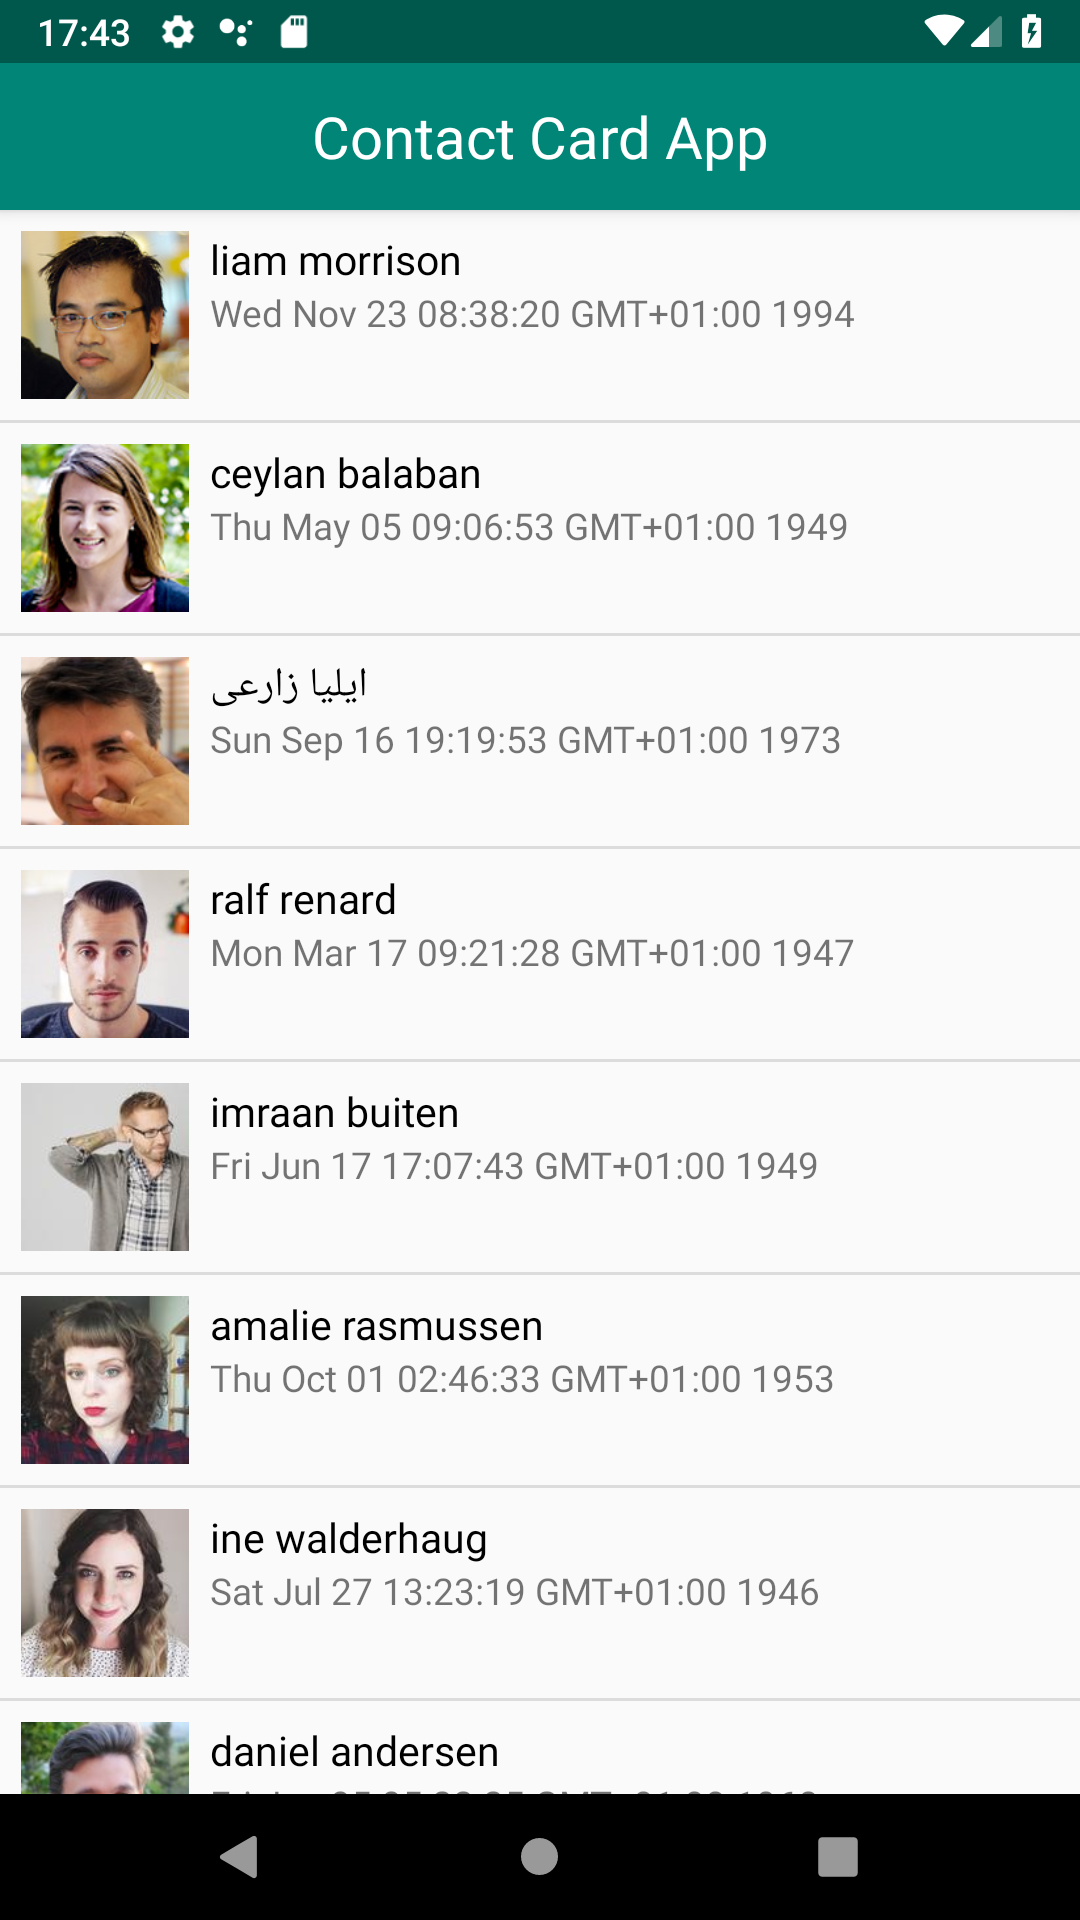 17:43
Contact Card App
liam morrison
Wed Nov 23 08:38:20 GMT+01:00 1994
ceylan balaban
Thu May 05 09:06:53 GMT+01:00 1949
ایلیا زارعی
Sun Sep 16 19:19:53 GMT+01:00 1973
ralf renard
Mon Mar 17 09:21:28 GMT+01:00 1947
imraan buiten
Fri Jun 17 17:07:43 GMT+01:00 1949
amalie rasmussen
Thu Oct 01 02:46:33 GMT+01:00 1953
ine walderhaug
Sat Jul 27 13:23:19 GMT+01:00 1946
daniel andersen